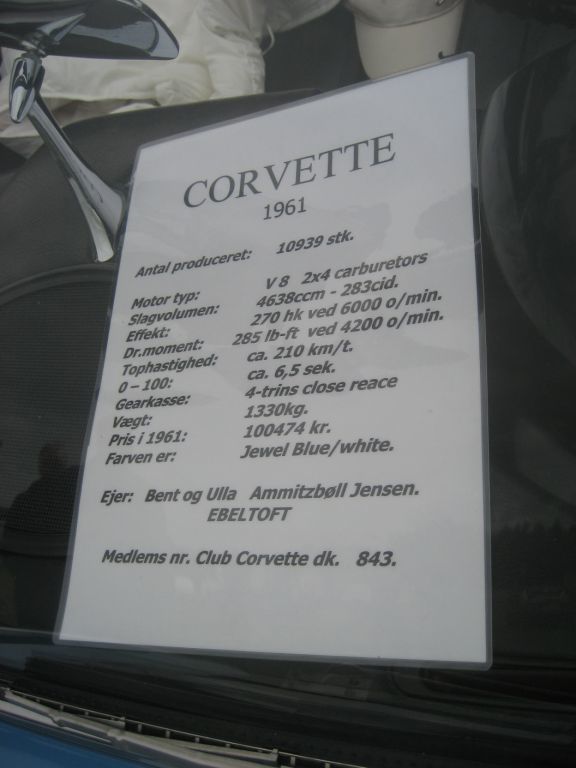 CORVETTE
1961
Antal produceret: 10939 stk.
Motor typ: V 8 2x4 carburetors
Slagvolumen: 4638ccm - 283cid.
Effekt: 270 hk ved 6000 o/min.
Dr.moment: 285 lb-ft ved 4200 o/min.
Tophastighed: ca. 210 km/t.
0 – 100: ca. 6,5 sek.
Gearkasse: 4-trins close reace
Vægt: 1330kg.
Pris i 1961: 100474 kr.
Farven er: Jewel Blue/white.
Ejer: Bent og Ulla Ammitzbøll Jensen.
EBELTOFT
Medlems nr. Club Corvette dk. 843.